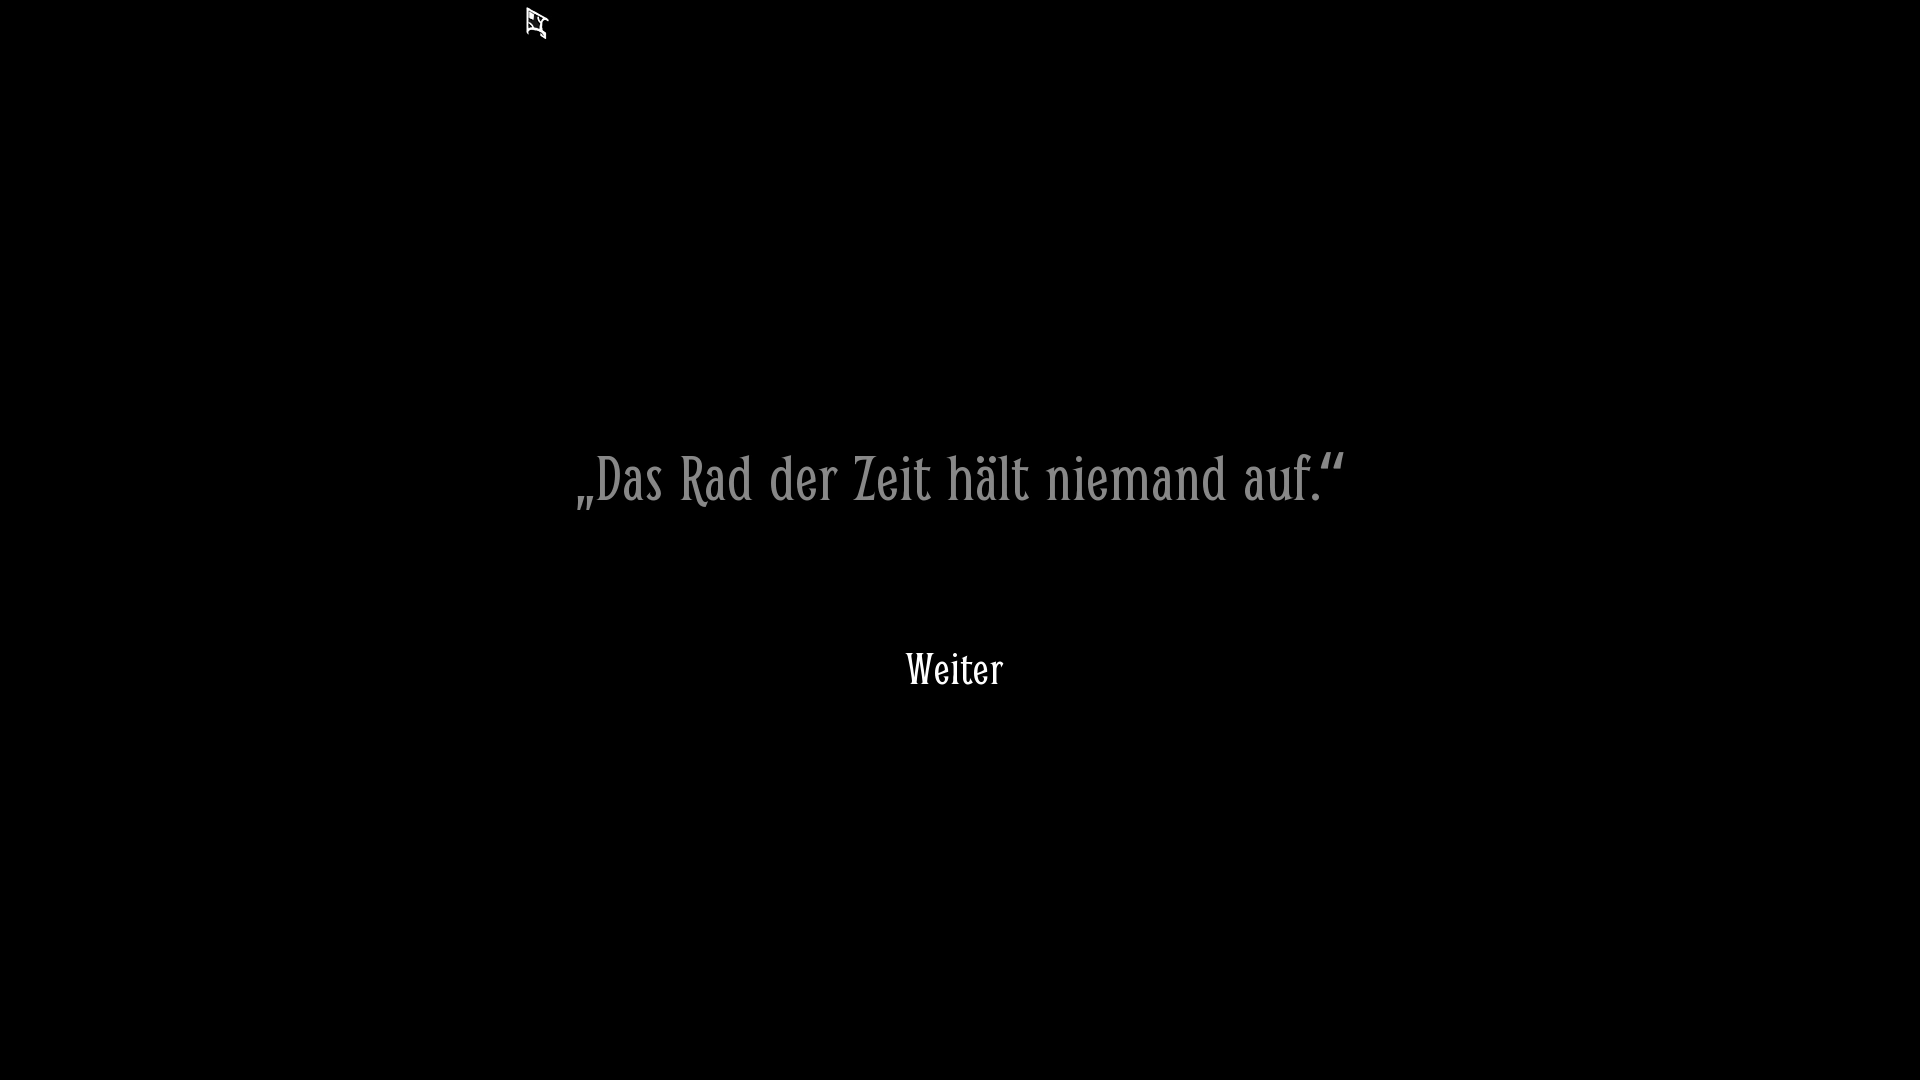 „Das Rad der Zeit hält niemand auf.“
Weiter